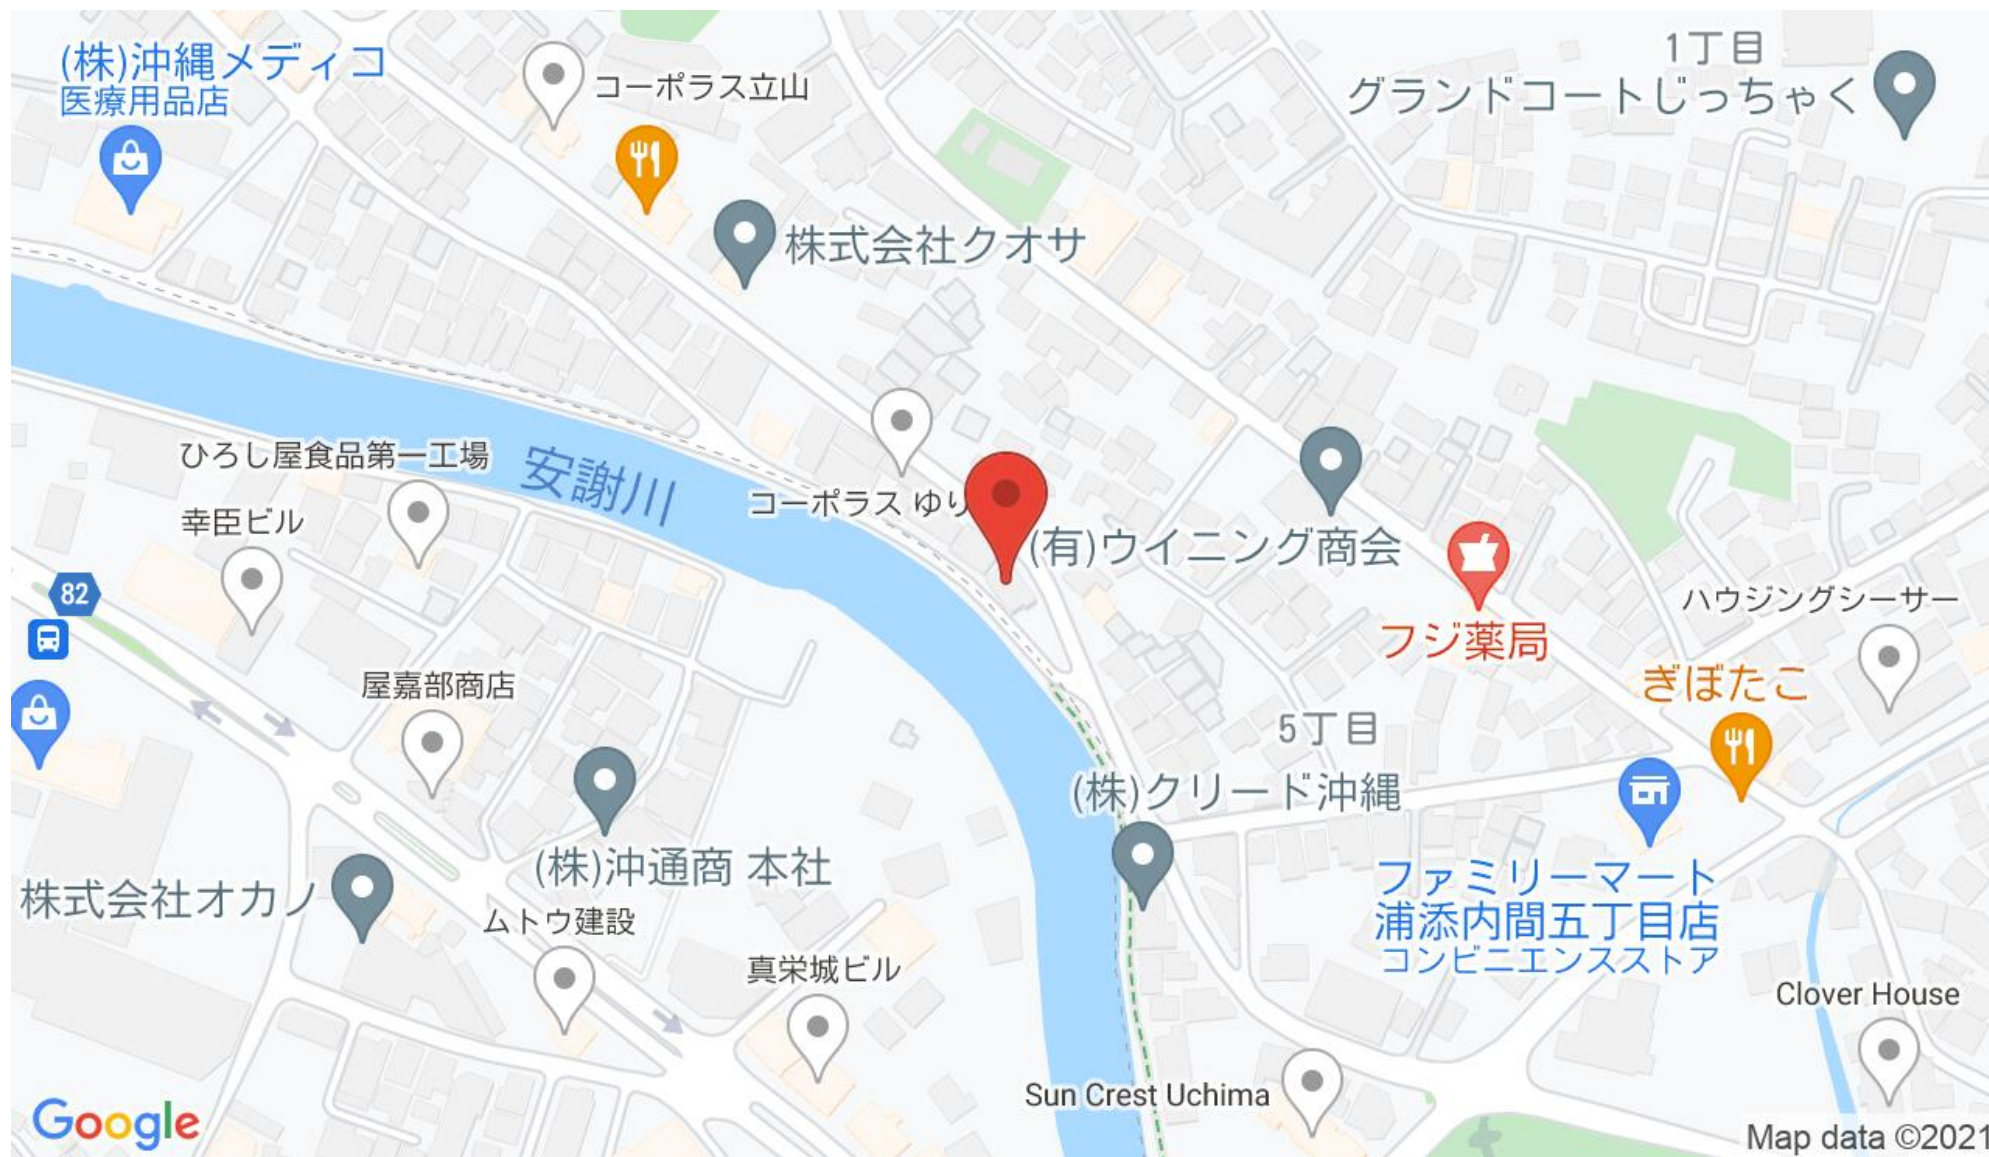 1丁目
(株)沖縄メディコ
医療用品店
コーポラス立山
グランドコートじっちゃく
株式会社クオサ
ひろし屋食品第一工場
安謝川
コーポラス ゆり
幸臣ビル
(有)ウイニング商会
82
フジ薬局
ハウジングシーサー
屋嘉部商店
ぎぼたこ
5丁目
(株)クリード沖縄
(株)沖通商 本社
株式会社オカノ
ファミリーマート
浦添内間五丁目店
コンビニエンスストア
ムトウ建設
真栄城ビル
Clover House
Sun Crest Uchima
Google
Map data ©2021